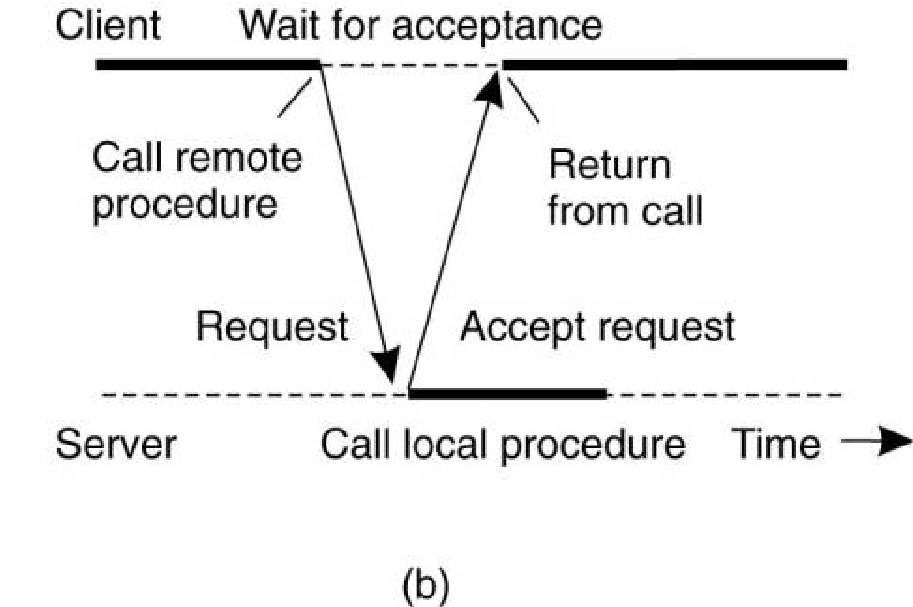 Client
Wait for acceptance
Call remote
procedure
Return
from call
Request
Accept request
Server
Call local procedure
Time
(b)